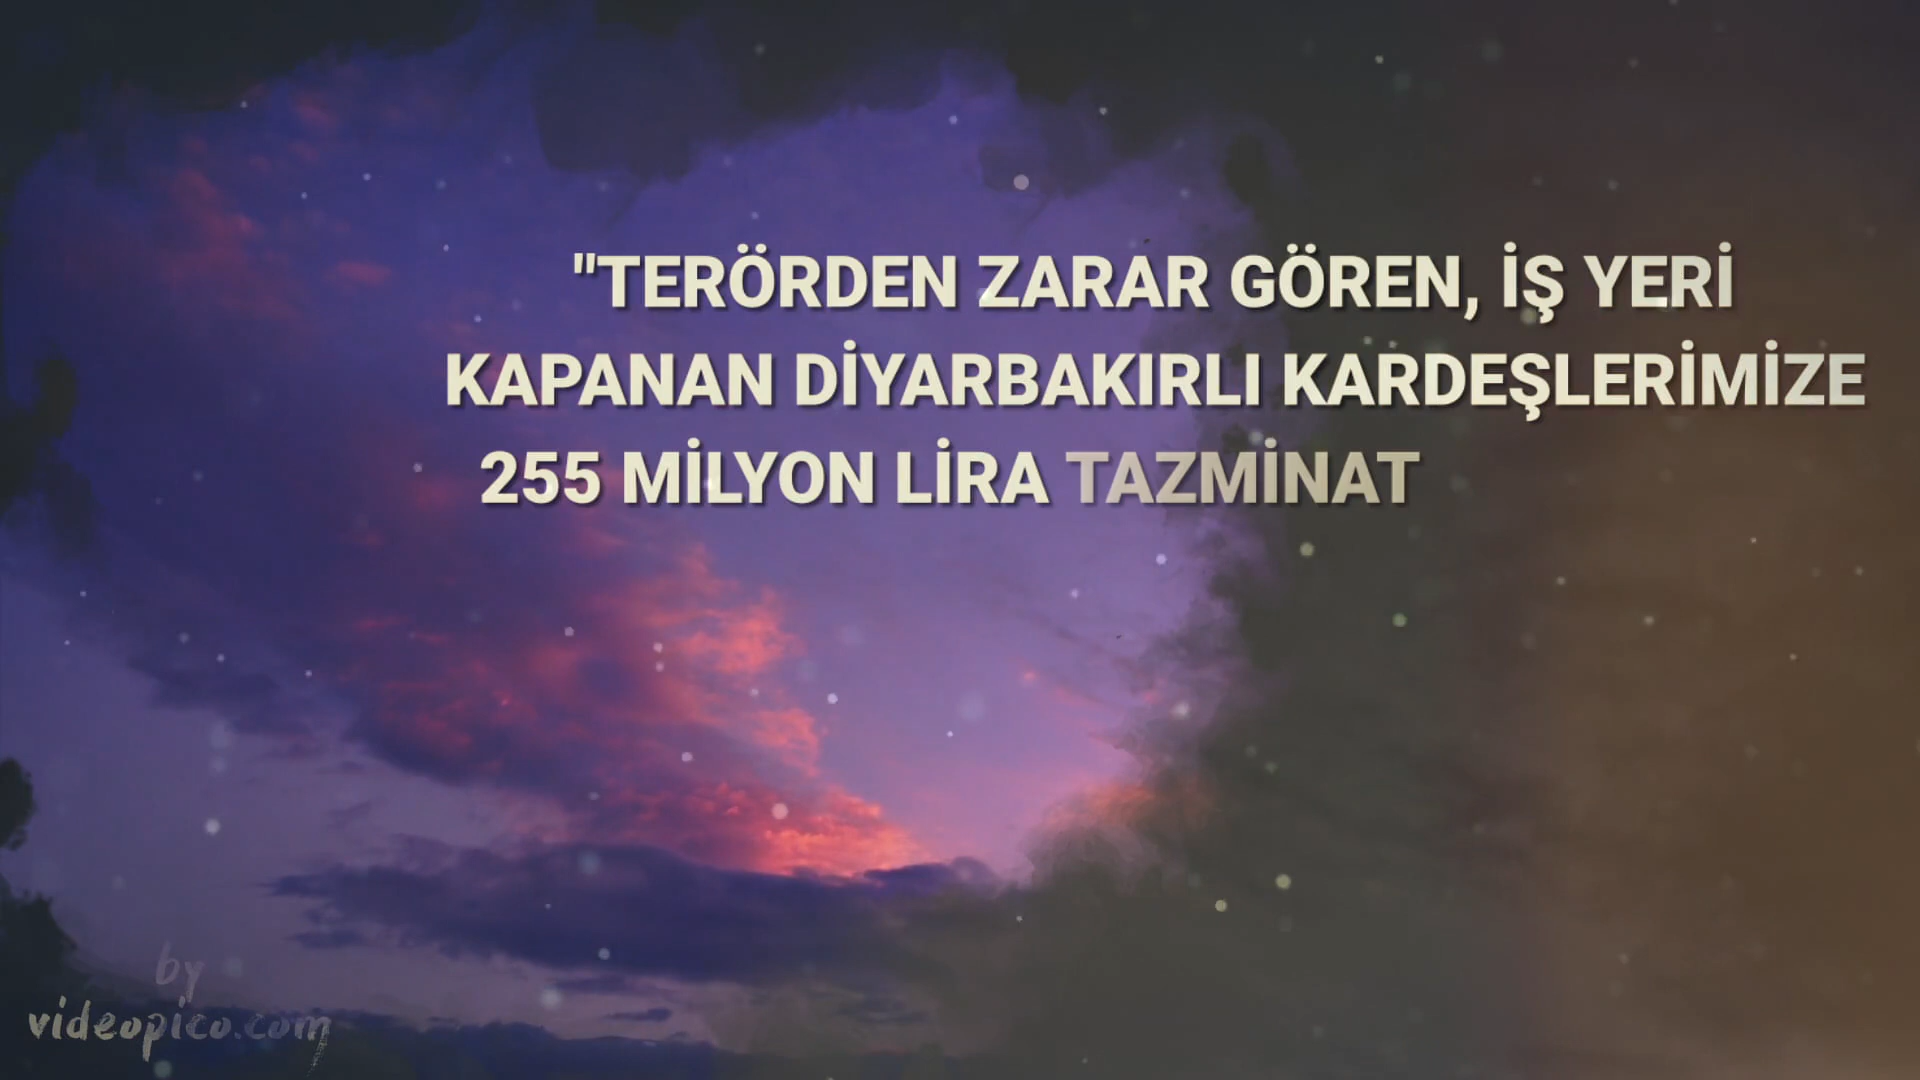 "TERÖRDEN ZARAR GÖREN, İŞ YERİ
KAPANAN DİYARBAKIRLI KARDEŞLERİMİZE
255 MİLYON LİRA TAZMİNAT
by
videopico.com